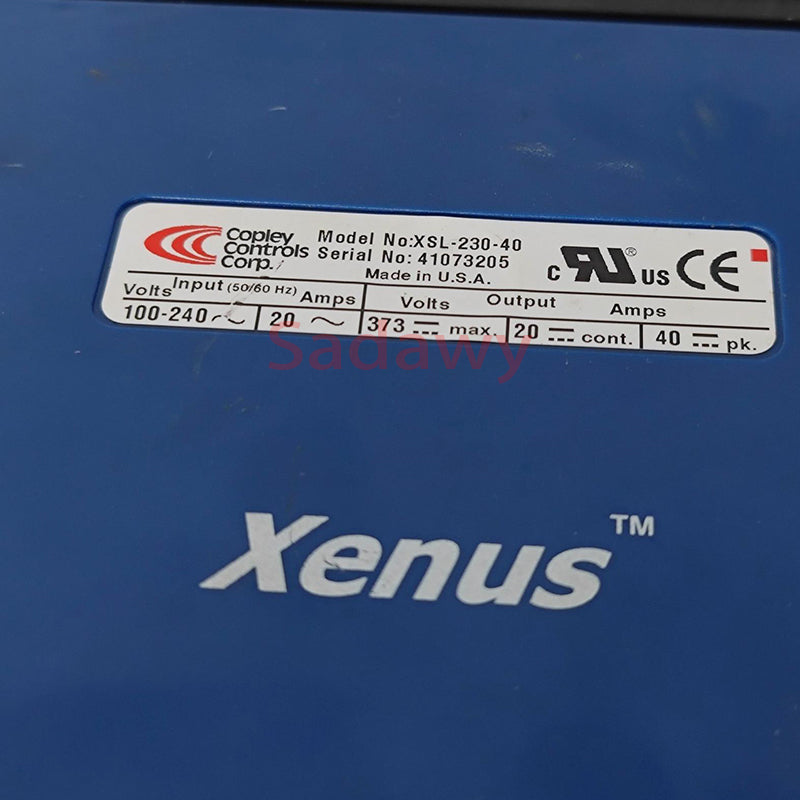 Copley Controls Corp.
Model No:XSL-230-40
Serial No: 41073205
Made in U.S.A.
c RU ® US CE
Input (50/60 Hz)
Volts Amps
Output
Volts Amps
100-240 ~ 20 ~ 373 ⎓ max. 20 ⎓ cont. 40 ⎓ pk.
Sadawy
Xenus™